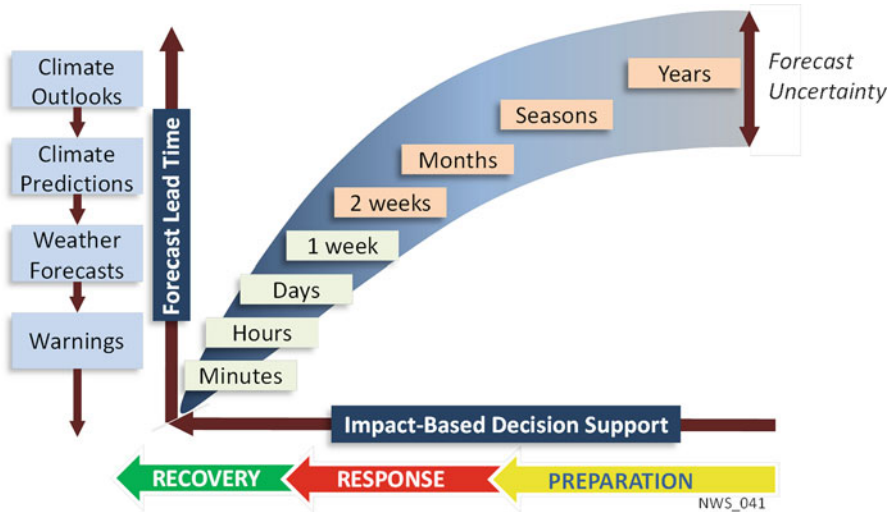 Climate
Outlooks
Climate
Predictions
Weather
Forecasts
Warnings
Forecast Lead Time
Years
Seasons
Months
2 weeks
1 week
Days
Hours
Minutes
Forecast
Uncertainty
Impact-Based Decision Support
RECOVERY
RESPONSE
PREPARATION
NWS_041